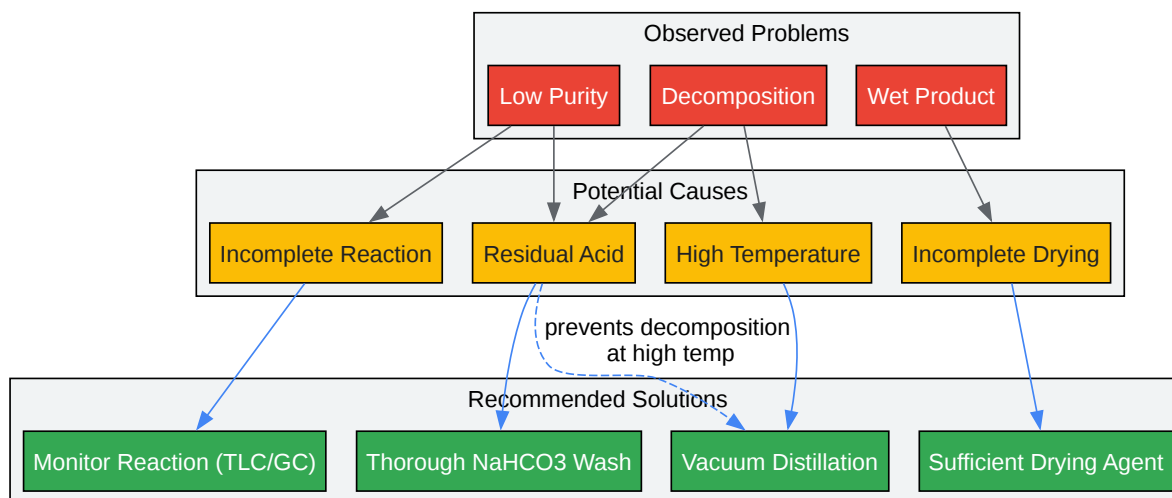 Observed Problems
Low Purity
Decomposition
Wet Product
Potential Causes
Incomplete Reaction
Residual Acid
High Temperature
Incomplete Drying
prevents decomposition
at high temp
Recommended Solutions
Monitor Reaction (TLC/GC)
Thorough NaHCO3 Wash
Vacuum Distillation
Sufficient Drying Agent